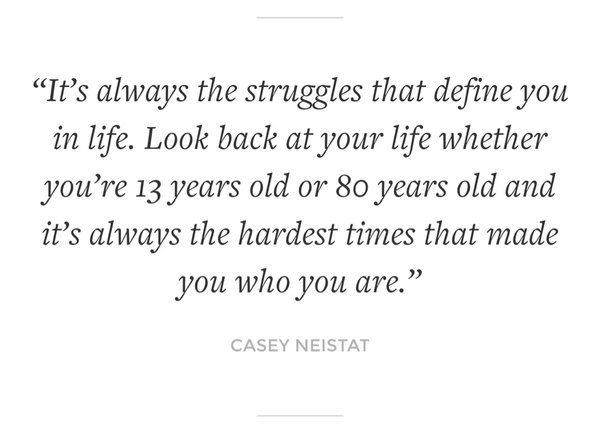 “It’s always the struggles that define you
in life. Look back at your life whether
you’re 13 years old or 80 years old and
it’s always the hardest times that made
you who you are.”
CASEY NEISTAT